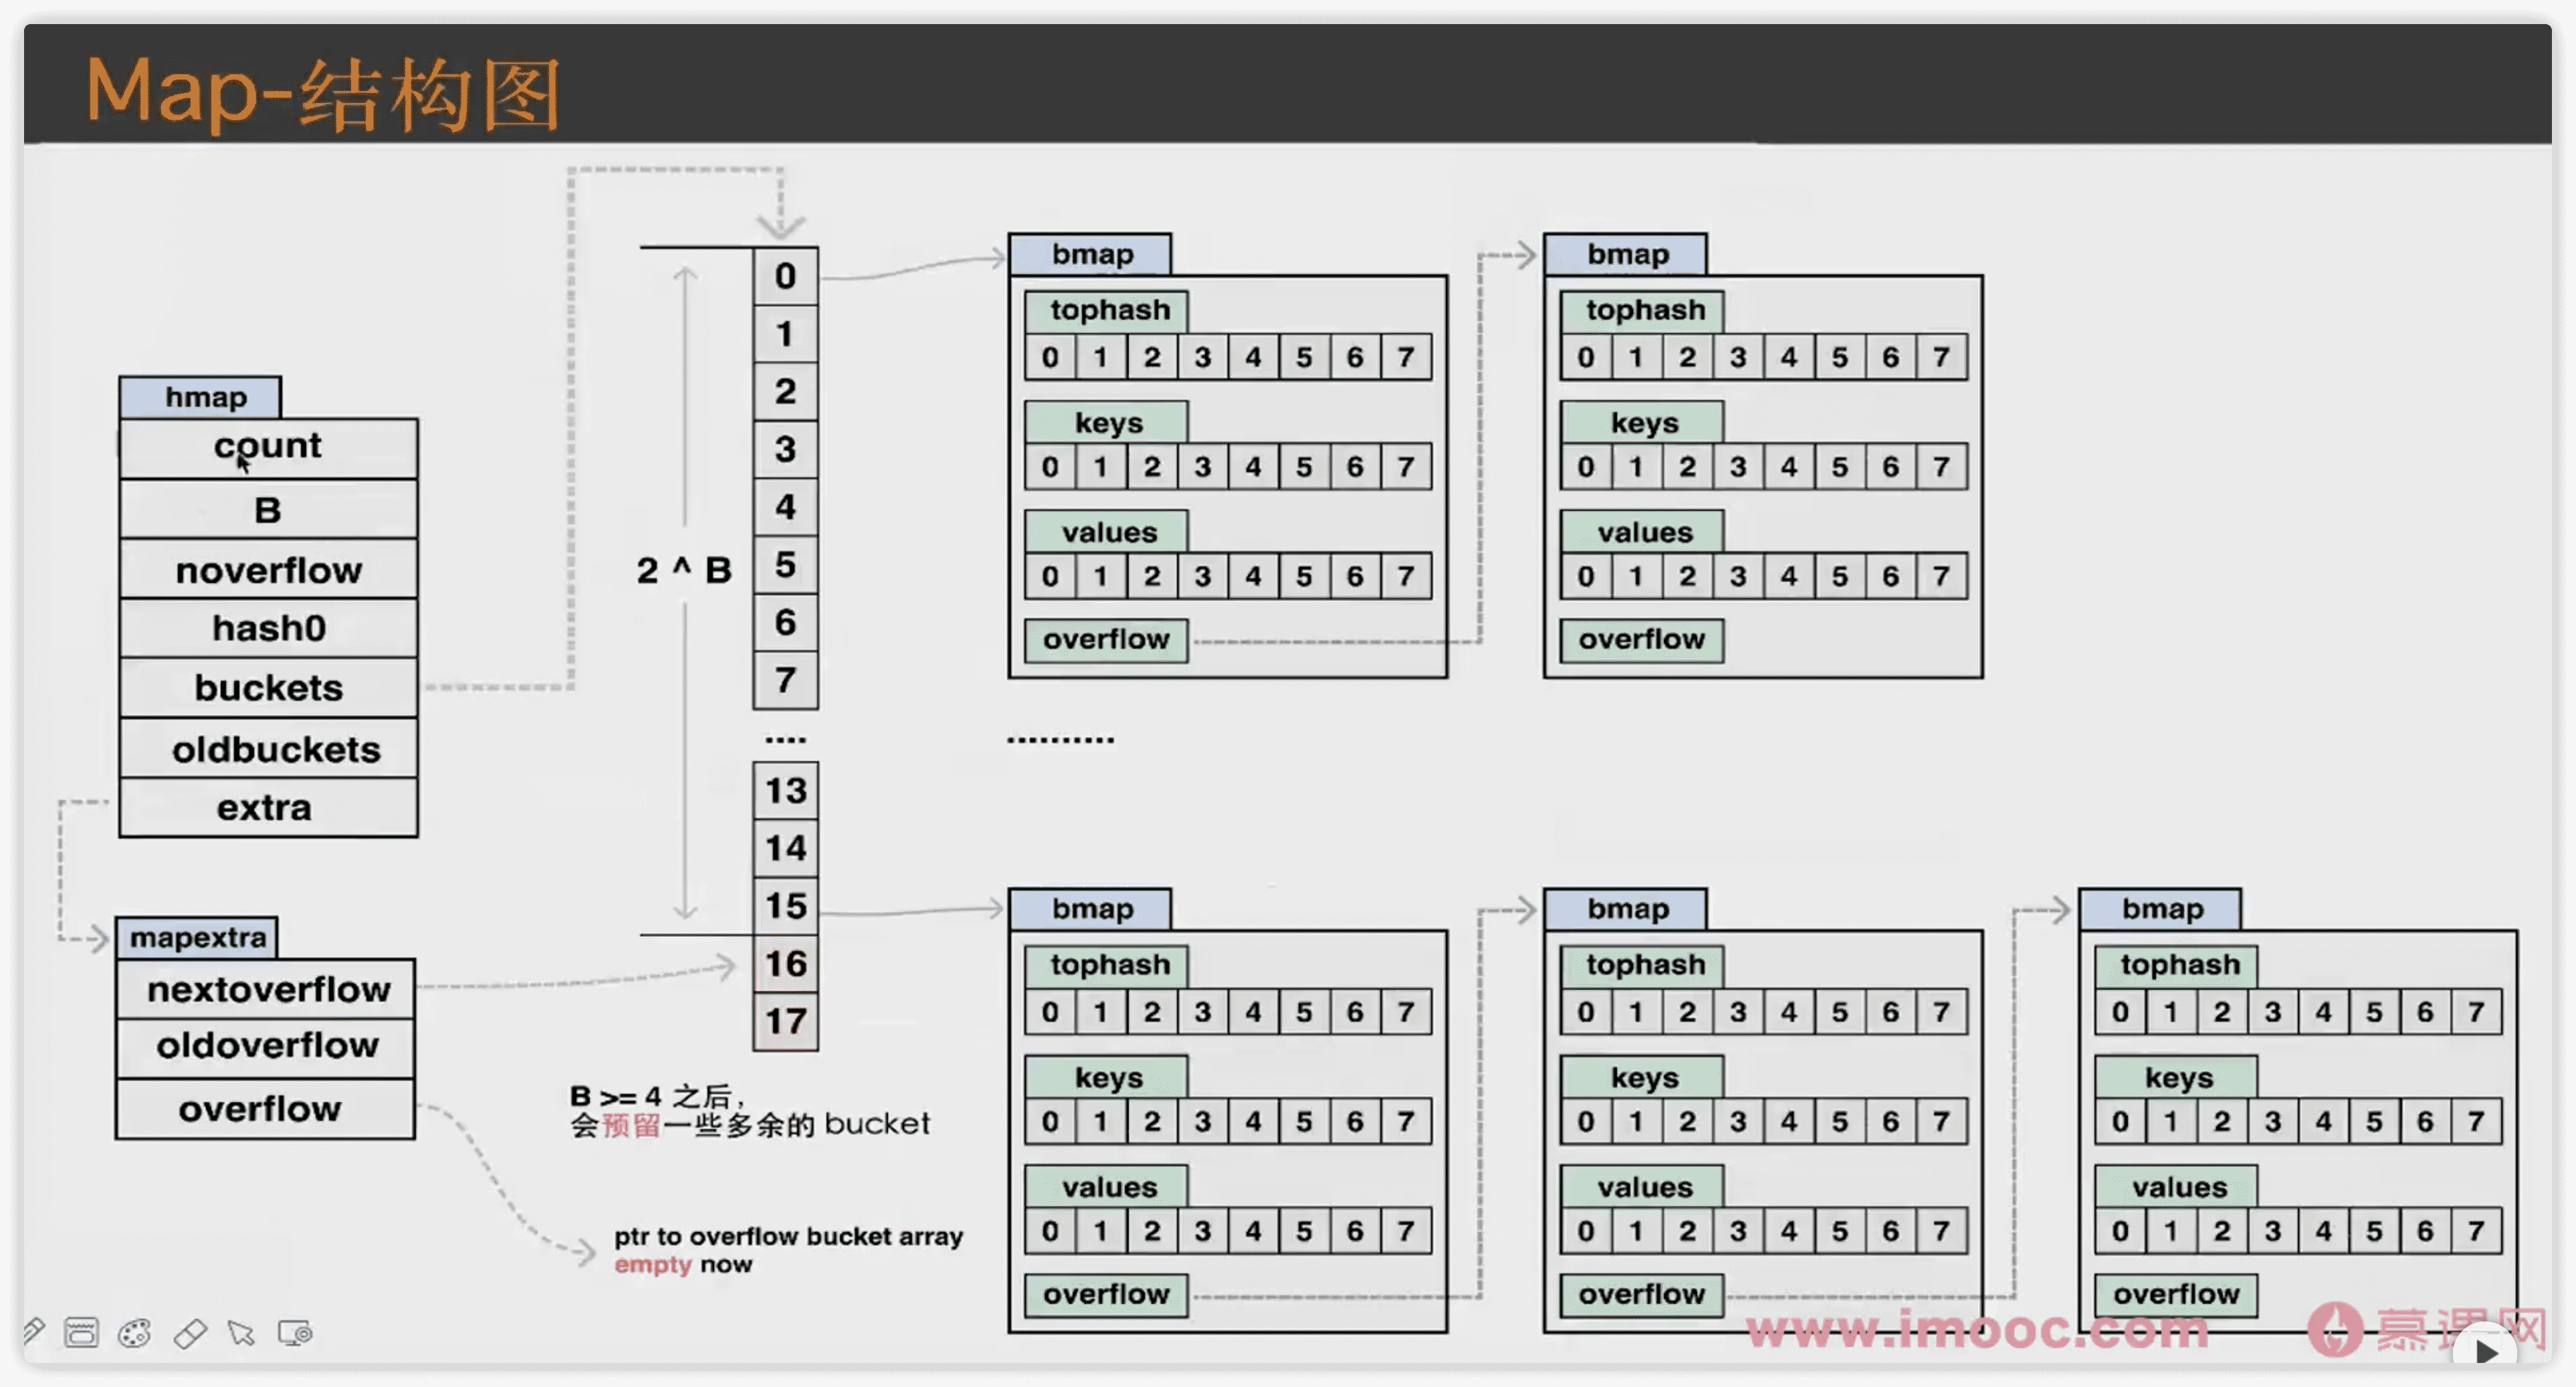 Map-结构图
hmap
count
B
noverflow
hash0
buckets
oldbuckets
extra
mapextra
nextoverflow
oldoverflow
overflow
2 ^ B
0
1
2
3
4
5
6
7
....
13
14
15
16
17
B >= 4 之后，
会预留一些多余的 bucket
ptr to overflow bucket array
empty now
bmap
tophash
0 1 2 3 4 5 6 7
keys
0 1 2 3 4 5 6 7
values
0 1 2 3 4 5 6 7
overflow
bmap
tophash
0 1 2 3 4 5 6 7
keys
0 1 2 3 4 5 6 7
values
0 1 2 3 4 5 6 7
overflow
..........
bmap
tophash
0 1 2 3 4 5 6 7
keys
0 1 2 3 4 5 6 7
values
0 1 2 3 4 5 6 7
overflow
bmap
tophash
0 1 2 3 4 5 6 7
keys
0 1 2 3 4 5 6 7
values
0 1 2 3 4 5 6 7
overflow
bmap
tophash
0 1 2 3 4 5 6 7
keys
0 1 2 3 4 5 6 7
values
0 1 2 3 4 5 6 7
overflow
www.imooc.com
慕课网